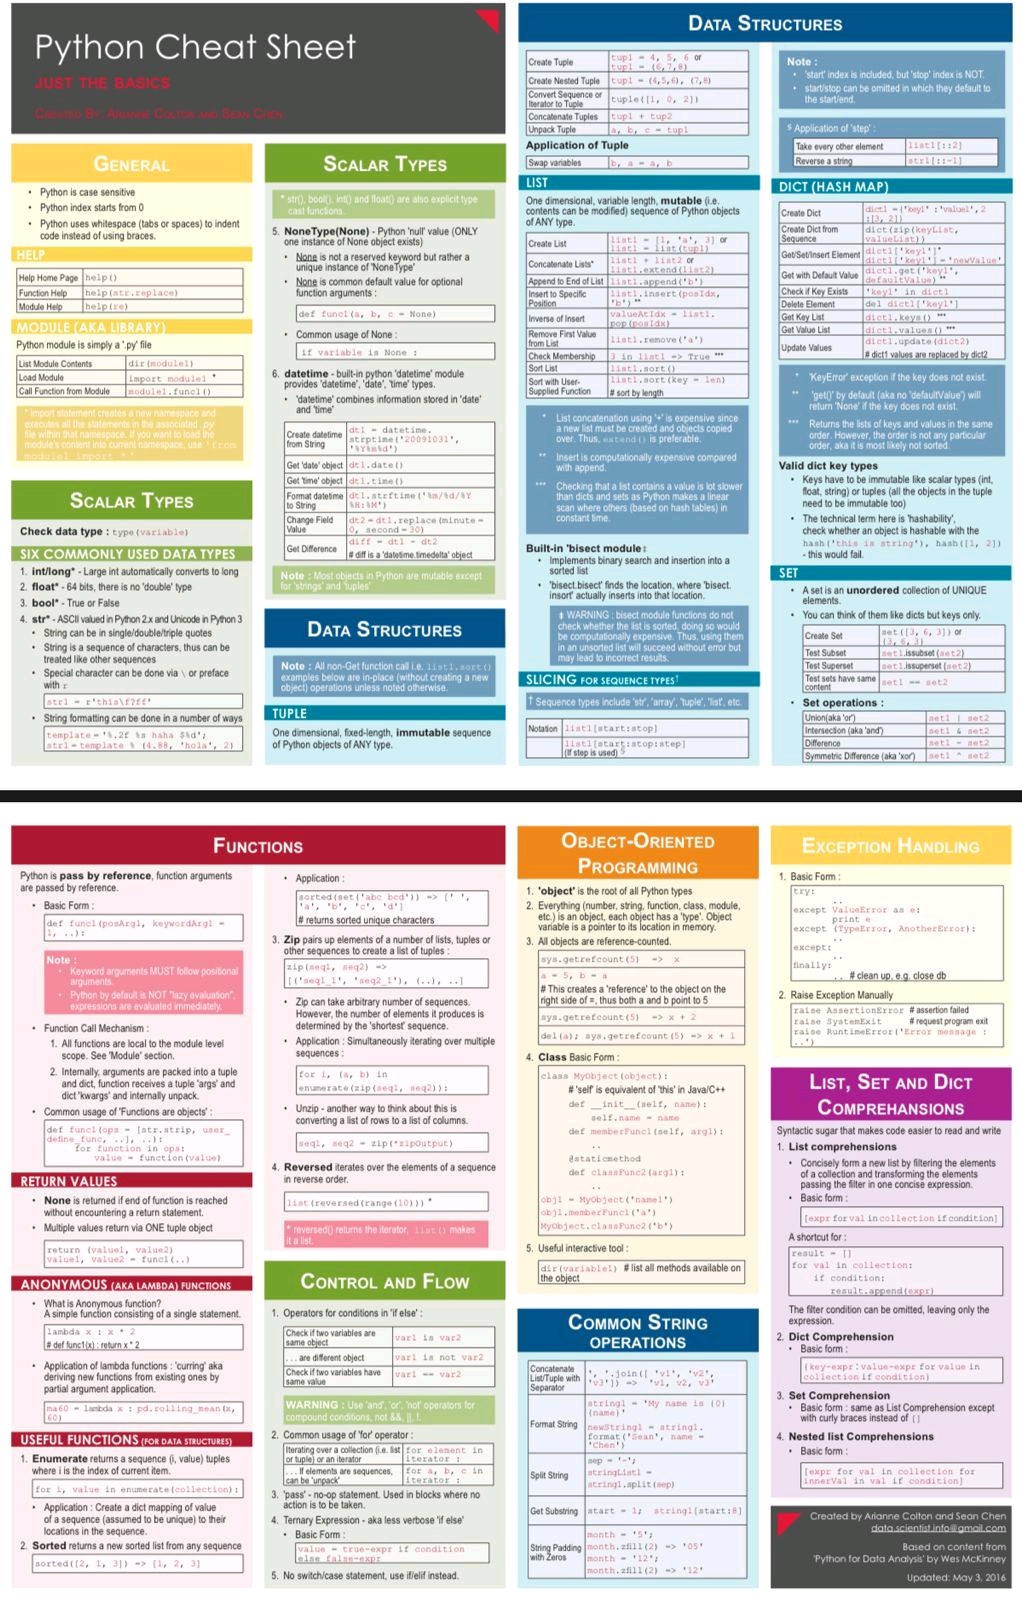 Python Cheat Sheet
JUST THE BASICS
CREATED BY: ARIANNE COLTON AND SEAN CHEN
GENERAL
• Python is case sensitive
• Python index starts from 0
• Python uses whitespace (tabs or spaces) to indent
code instead of using braces.
HELP
Help Home Page help()
Function Help help(str.replace)
Module Help help(re)
MODULE (AKA LIBRARY)
Python module is simply a '.py' file
List Module Contents dir(module1)
Load Module import module1 *
Call Function from Module module1.func1()
* import statement creates a new namespace and
executes all the statements in the associated .py
file within that namespace. If you want to load the
module's content into current namespace, use 'from
module1 import * '
SCALAR TYPES
Check data type : type(variable)
SIX COMMONLY USED DATA TYPES
1. int/long* - Large int automatically converts to long
2. float* - 64 bits, there is no 'double' type
3. bool* - True or False
4. str* - ASCII valued in Python 2.x and Unicode in Python 3
• String can be in single/double/triple quotes
• String is a sequence of characters, thus can be
treated like other sequences
• Special character can be done via \ or preface
with r
str1 = r'this\f?ff'
• String formatting can be done in a number of ways
template = '%.2f %s haha $%d';
str1 = template % (4.88, 'hola', 2)
SCALAR TYPES
* str(), bool(), int() and float() are also explicit type
cast functions.
5. NoneType(None) - Python 'null' value (ONLY
one instance of None object exists)
• None is not a reserved keyword but rather a
unique instance of 'NoneType'
• None is common default value for optional
function arguments :
def func1(a, b, c = None)
• Common usage of None :
if variable is None :
6. datetime - built-in python 'datetime' module
provides 'datetime', 'date', 'time' types.
• 'datetime' combines information stored in 'date'
and 'time'
Create datetime
from String dt1 = datetime.
strptime('20091031',
'%Y%m%d')
Get 'date' object dt1.date()
Get 'time' object dt1.time()
Format datetime
to String dt1.strftime('%m/%d/%Y
%H:%M')
Change Field
Value dt2 = dt1.replace(minute =
0, second = 30)
Get Difference diff = dt1 - dt2
# diff is a 'datetime.timedelta' object
Note : Most objects in Python are mutable except
for 'strings' and 'tuples'
DATA STRUCTURES
Note : All non-Get function call i.e. list1.sort()
examples below are in-place (without creating a new
object) operations unless noted otherwise.
TUPLE
One dimensional, fixed-length, immutable sequence
of Python objects of ANY type.
DATA STRUCTURES
Create Tuple tup1 = 4, 5, 6 or
tup1 = (6,7,8)
Create Nested Tuple tup1 = (4,5,6), (7,8)
Convert Sequence or
Iterator to Tuple tuple([1, 0, 2])
Concatenate Tuples tup1 + tup2
Unpack Tuple a, b, c = tup1
Application of Tuple
Swap variables b, a = a, b
LIST
One dimensional, variable length, mutable (i.e.
contents can be modified) sequence of Python objects
of ANY type.
Create List list1 = [1, 'a', 3] or
list1 = list(tup1)
Concatenate Lists* list1 + list2 or
list1.extend(list2)
Append to End of List list1.append('b')
Insert to Specific
Position list1.insert(posIdx,
'b') **
Inverse of Insert valueAtIdx = list1.
pop(posIdx)
Remove First Value
from List list1.remove('a')
Check Membership 3 in list1 => True ***
Sort List list1.sort()
Sort with User-
Supplied Function list1.sort(key = len)
# sort by length
* List concatenation using '+' is expensive since
a new list must be created and objects copied
over. Thus, extend() is preferable.
** Insert is computationally expensive compared
with append.
*** Checking that a list contains a value is lot slower
than dicts and sets as Python makes a linear
scan where others (based on hash tables) in
constant time.
Built-in 'bisect module‡
• Implements binary search and insertion into a
sorted list
• 'bisect.bisect' finds the location, where 'bisect.
insort' actually inserts into that location.
‡ WARNING : bisect module functions do not
check whether the list is sorted, doing so would
be computationally expensive. Thus, using them
in an unsorted list will succeed without error but
may lead to incorrect results.
SLICING FOR SEQUENCE TYPES†
† Sequence types include 'str', 'array', 'tuple', 'list', etc.
Notation list1[start:stop]
list1[start:stop:step]
(If step is used) §
Note :
• 'start' index is included, but 'stop' index is NOT.
• start/stop can be omitted in which they default to
the start/end.
§ Application of 'step' :
Take every other element list1[::2]
Reverse a string str1[::-1]
DICT (HASH MAP)
Create Dict dict1 ={'key1' :'value1',2
:[3, 2]}
Create Dict from
Sequence dict(zip(keyList,
valueList))
Get/Set/Insert Element dict1['key1']*
dict1['key1'] = 'newValue'
Get with Default Value dict1.get('key1',
defaultValue) **
Check if Key Exists 'key1' in dict1
Delete Element del dict1['key1']
Get Key List dict1.keys() ***
Get Value List dict1.values() ***
Update Values dict1.update(dict2)
# dict1 values are replaced by dict2
* 'KeyError' exception if the key does not exist.
** 'get()' by default (aka no 'defaultValue') will
return 'None' if the key does not exist.
*** Returns the lists of keys and values in the same
order. However, the order is not any particular
order, aka it is most likely not sorted.
Valid dict key types
• Keys have to be immutable like scalar types (int,
float, string) or tuples (all the objects in the tuple
need to be immutable too)
• The technical term here is 'hashability',
check whether an object is hashable with the
hash('this is string'), hash([1, 2])
- this would fail.
SET
• A set is an unordered collection of UNIQUE
elements.
• You can think of them like dicts but keys only.
Create Set set([3, 6, 3]) or
{3, 6, 3}
Test Subset set1.issubset(set2)
Test Superset set1.issuperset(set2)
Test sets have same
content set1 == set2
• Set operations :
Union(aka 'or') set1 | set2
Intersection (aka 'and') set1 & set2
Difference set1 - set2
Symmetric Difference (aka 'xor') set1 ^ set2
FUNCTIONS
Python is pass by reference, function arguments
are passed by reference.
• Basic Form :
def func1(posArg1, keywordArg1 =
1, ..):
Note :
• Keyword arguments MUST follow positional
arguments.
• Python by default is NOT "lazy evaluation",
expressions are evaluated immediately.
• Function Call Mechanism :
1. All functions are local to the module level
scope. See 'Module' section.
2. Internally, arguments are packed into a tuple
and dict, function receives a tuple 'args' and
dict 'kwargs' and internally unpack.
• Common usage of 'Functions are objects' :
def func1(ops = [str.strip, user_
define_func, ..], ..):
for function in ops:
value = function(value)
RETURN VALUES
• None is returned if end of function is reached
without encountering a return statement.
• Multiple values return via ONE tuple object
return (value1, value2)
value1, value2 = func1(..)
ANONYMOUS (AKA LAMBDA) FUNCTIONS
• What is Anonymous function?
A simple function consisting of a single statement.
lambda x : x * 2
# def func1(x) : return x * 2
• Application of lambda functions : 'curring' aka
deriving new functions from existing ones by
partial argument application.
ma60 = lambda x : pd.rolling_mean(x,
60)
USEFUL FUNCTIONS (FOR DATA STRUCTURES)
1. Enumerate returns a sequence (i, value) tuples
where i is the index of current item.
for i, value in enumerate(collection):
• Application : Create a dict mapping of value
of a sequence (assumed to be unique) to their
locations in the sequence.
2. Sorted returns a new sorted list from any sequence
sorted([2, 1, 3]) => [1, 2, 3]
• Application :
sorted(set('abc bcd')) => [' ',
'a', 'b', 'c', 'd']
# returns sorted unique characters
3. Zip pairs up elements of a number of lists, tuples or
other sequences to create a list of tuples :
zip(seq1, seq2) =>
[('seq1_1', 'seq2_1'), (..), ..]
• Zip can take arbitrary number of sequences.
However, the number of elements it produces is
determined by the 'shortest' sequence.
• Application : Simultaneously iterating over multiple
sequences :
for i, (a, b) in
enumerate(zip(seq1, seq2)):
• Unzip - another way to think about this is
converting a list of rows to a list of columns.
seq1, seq2 = zip(*zipOutput)
4. Reversed iterates over the elements of a sequence
in reverse order.
list(reversed(range(10))) *
* reversed() returns the iterator, list() makes
it a list.
CONTROL AND FLOW
1. Operators for conditions in 'if else' :
Check if two variables are
same object var1 is var2
. . . are different object var1 is not var2
Check if two variables have
same value var1 == var2
WARNING : Use 'and', 'or', 'not' operators for
compound conditions, not &&, ||, !.
2. Common usage of 'for' operator :
Iterating over a collection (i.e. list
or tuple) or an iterator for element in
iterator :
. . . If elements are sequences,
can be 'unpack' for a, b, c in
iterator :
3. 'pass' - no-op statement. Used in blocks where no
action is to be taken.
4. Ternary Expression - aka less verbose 'if else'
• Basic Form :
value = true-expr if condition
else false-expr
5. No switch/case statement, use if/elif instead.
OBJECT-ORIENTED
PROGRAMMING
1. 'object' is the root of all Python types
2. Everything (number, string, function, class, module,
etc.) is an object, each object has a 'type'. Object
variable is a pointer to its location in memory.
3. All objects are reference-counted.
sys.getrefcount(5) => x
a = 5, b = a
# This creates a 'reference' to the object on the
right side of =, thus both a and b point to 5
sys.getrefcount(5) => x + 2
del(a); sys.getrefcount(5) => x + 1
4. Class Basic Form :
class MyObject(object):
# 'self' is equivalent of 'this' in Java/C++
def __init__(self, name):
self.name = name
def memberFunc1(self, arg1):
..
@staticmethod
def classFunc2(arg1):
..
obj1 = MyObject('name1')
obj1.memberFunc1('a')
MyObject.classFunc2('b')
5. Useful interactive tool :
dir(variable1) # list all methods available on
the object
COMMON STRING
OPERATIONS
Concatenate
List/Tuple with
Separator ', '.join([ 'v1', 'v2',
'v3']) => 'v1, v2, v3'
Format String string1 = 'My name is {0}
{name}'
newString1 = string1.
format('Sean', name =
'Chen')
Split String sep = '-';
stringList1 =
string1.split(sep)
Get Substring start = 1; string1[start:8]
String Padding
with Zeros month = '5';
month.zfill(2) => '05'
month = '12';
month.zfill(2) => '12'
EXCEPTION HANDLING
1. Basic Form :
try:
..
except ValueError as e:
print e
except (TypeError, AnotherError):
..
except:
..
finally:
.. # clean up, e.g. close db
2. Raise Exception Manually
raise AssertionError # assertion failed
raise SystemExit # request program exit
raise RuntimeError('Error message :
..')
LIST, SET AND DICT
COMPREHANSIONS
Syntactic sugar that makes code easier to read and write
1. List comprehensions
• Concisely form a new list by filtering the elements
of a collection and transforming the elements
passing the filter in one concise expression.
• Basic form :
[expr for val in collection if condition]
A shortcut for :
result = []
for val in collection:
if condition:
result.append(expr)
The filter condition can be omitted, leaving only the
expression.
2. Dict Comprehension
• Basic form :
{key-expr : value-expr for value in
collection if condition}
3. Set Comprehension
• Basic form : same as List Comprehension except
with curly braces instead of []
4. Nested list Comprehensions
• Basic form :
[expr for val in collection for
innerVal in val if condition]
Created by Arianne Colton and Sean Chen
data.scientist.info@gmail.com
Based on content from
'Python for Data Analysis' by Wes McKinney
Updated: May 3, 2016